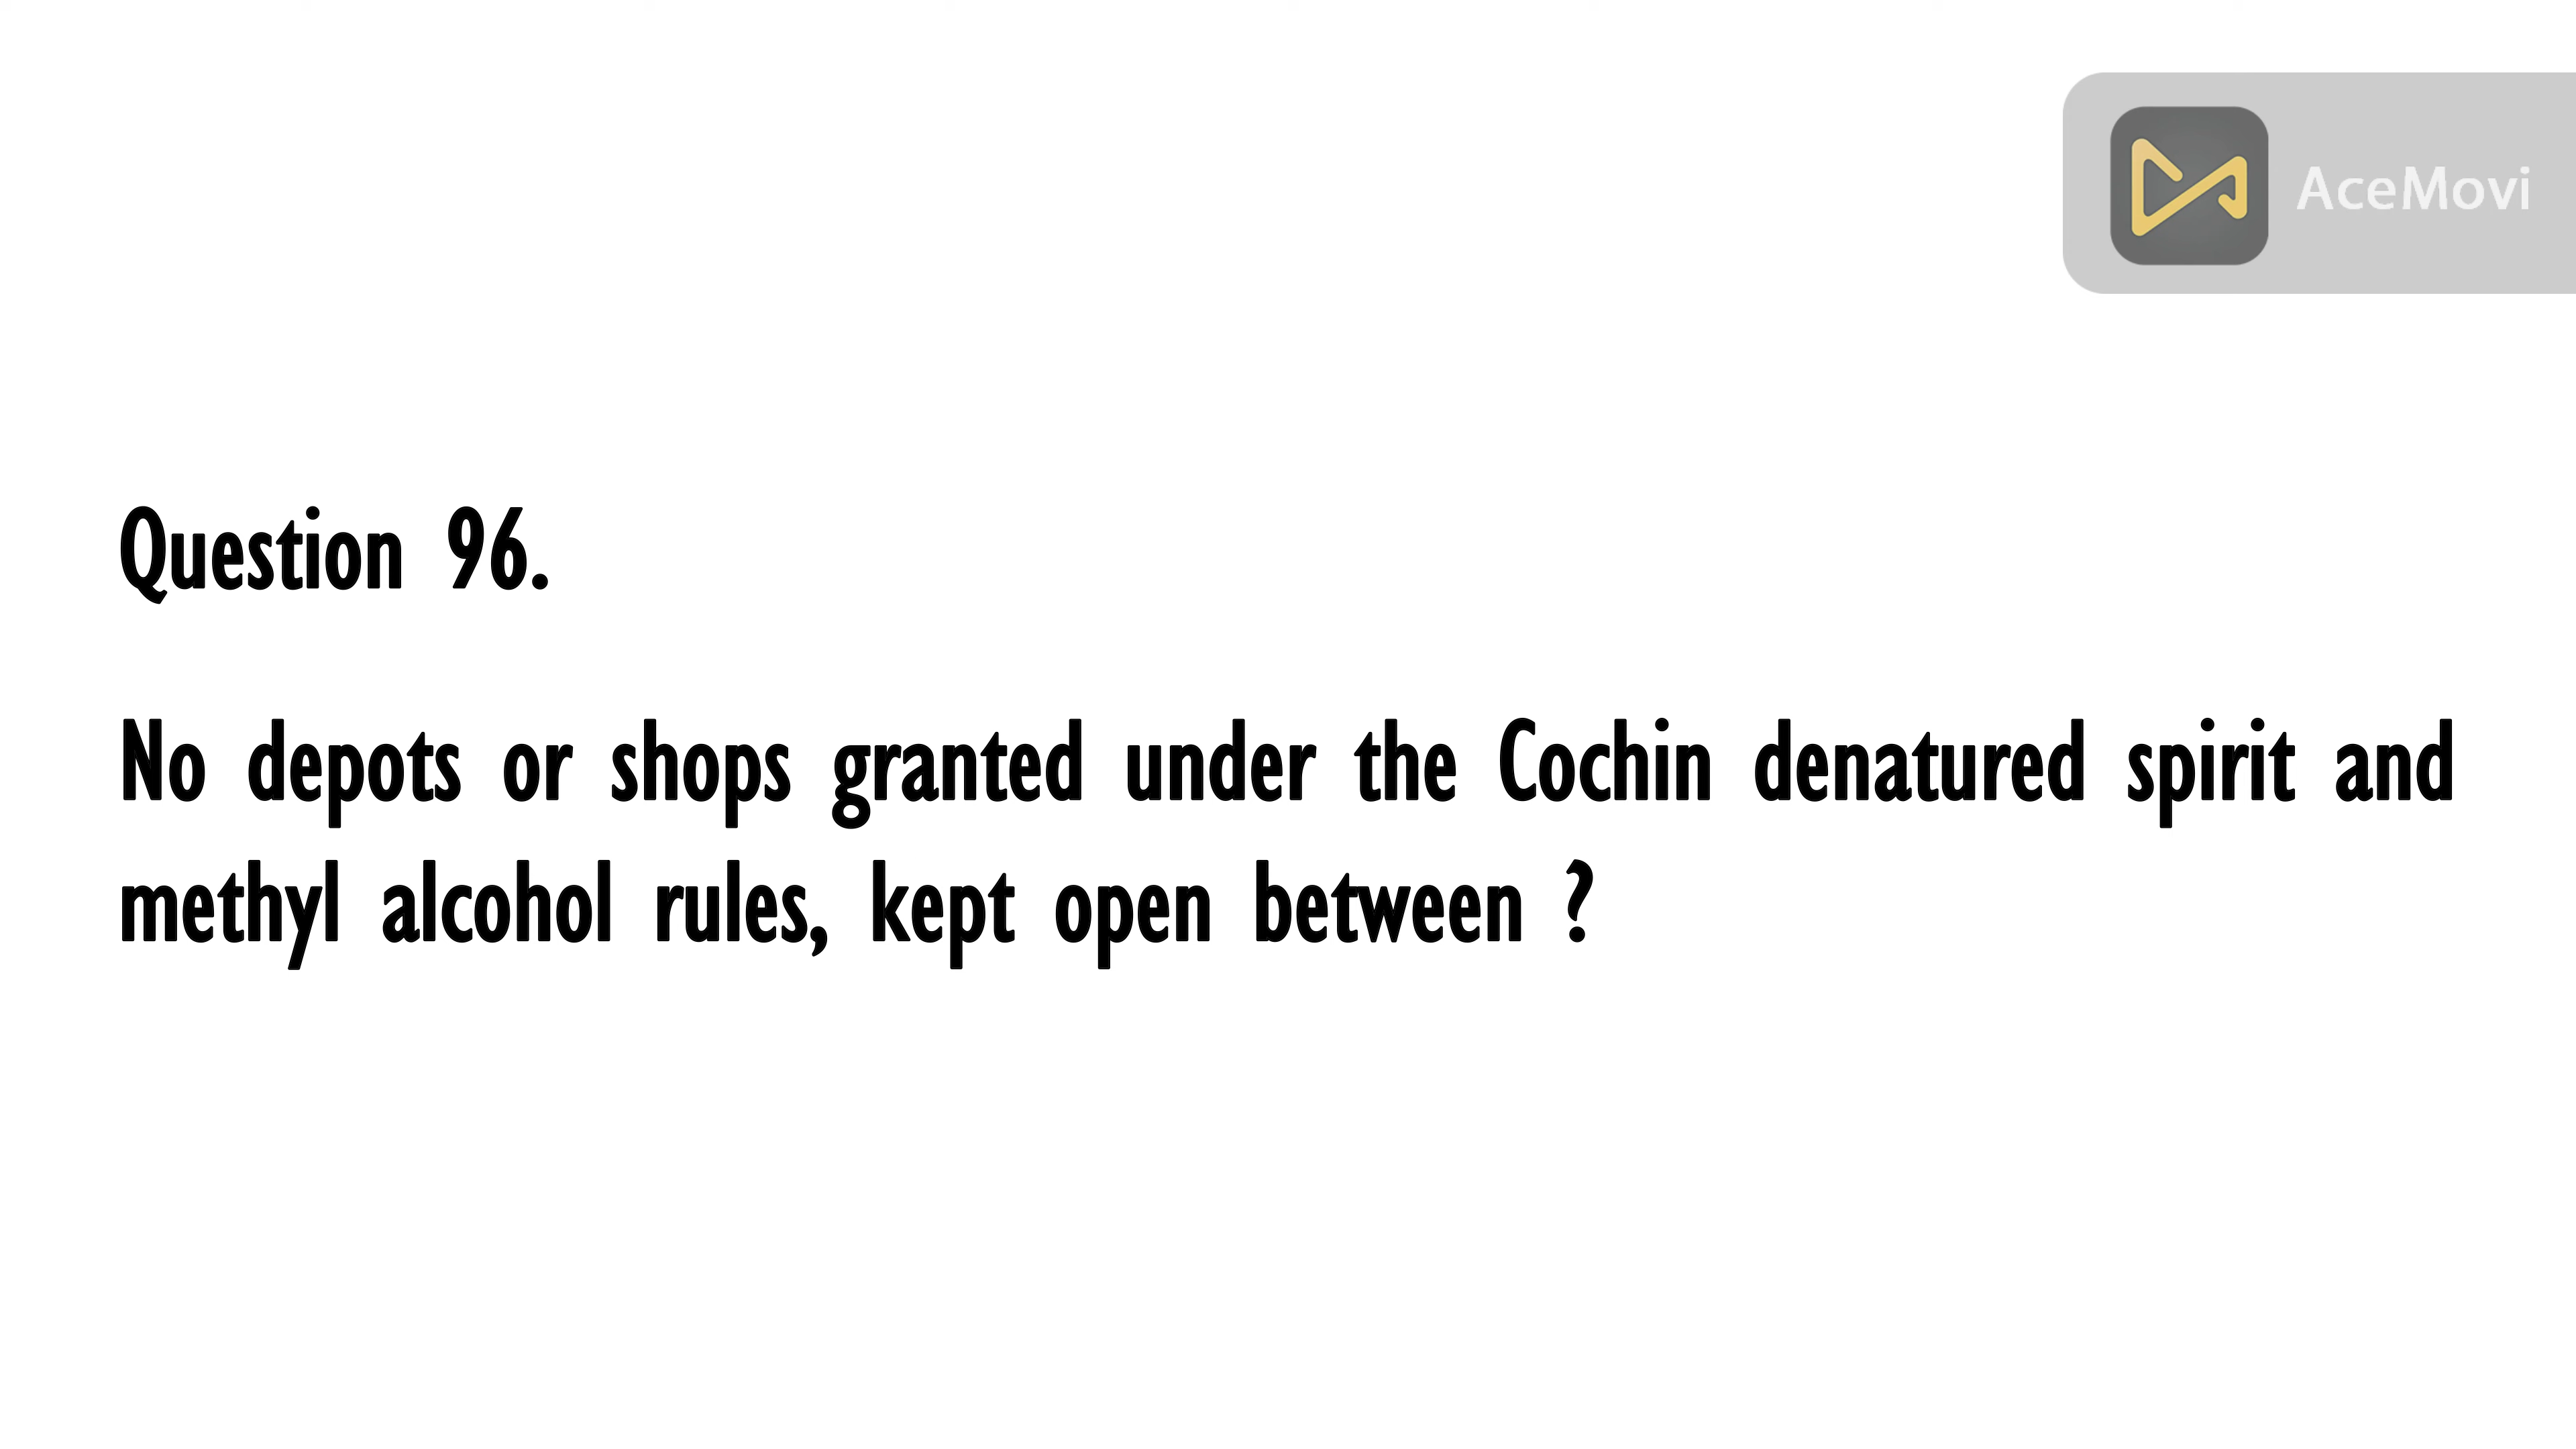 AceMovi
Question 96.
No depots or shops granted under the Cochin denatured spirit and
methyl alcohol rules, kept open between ?